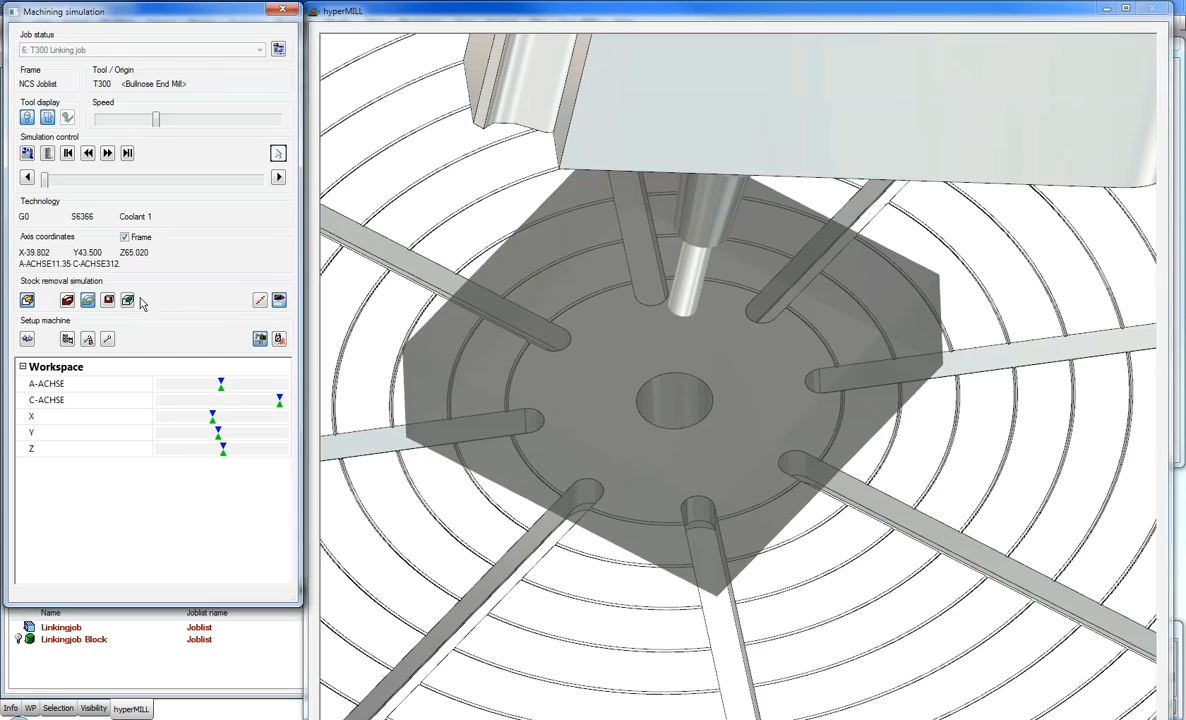 Machining simulation
hyperMILL
Job status
6: T300 Linking job
Frame
Tool / Origin
NCS Joblist
T300 <Bullnose End Mill>
Tool display
Speed
Simulation control
Technology
G0 S6366 Coolant 1
Axis coordinates
Frame
X-39.802 Y43.500 Z65.020
A-ACHSE11.35 C-ACHSE312.
Stock removal simulation
Setup machine
Workspace
A-ACHSE
C-ACHSE
X
Y
Z
Name Joblist name
Linkingjob Joblist
Linkingjob Block Joblist
Info WP Selection Visibility hyperMILL